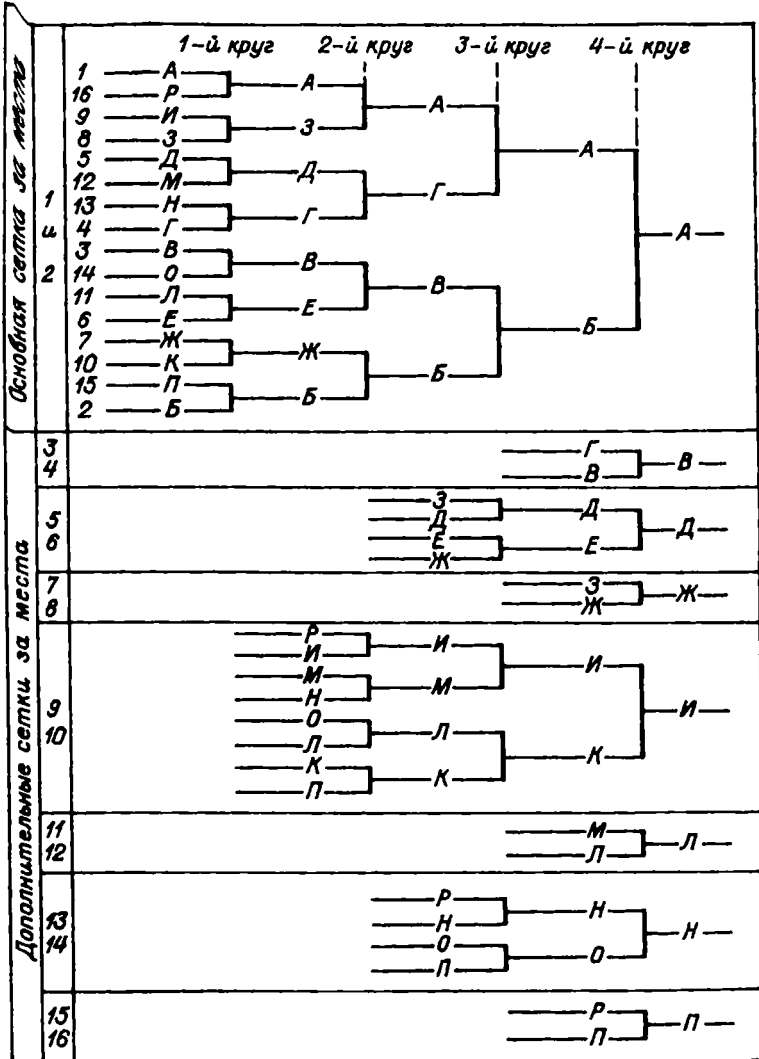 1-й круг 2-й круг 3-й круг 4-й круг
Основная сетка за места
1
и
2
1 А
16 Р
9 И
8 З
5 Д
12 М
13 Н
4 Г
3 В
14 О
11 Л
6 Е
7 Ж
10 К
15 П
2 Б
А
З
Д
Г
В
Е
Ж
Б
А
Г
В
Б
А
Б
А
Дополнительные сетки за места
3
4
Г
В
В
5
6
З
Д
Е
Ж
Д
Е
Д
7
8
З
Ж
Ж
9
10
Р
И
М
Н
О
Л
К
П
И
М
Л
К
И
К
И
11
12
М
Л
Л
13
14
Р
Н
О
П
Н
О
Н
15
16
Р
П
П